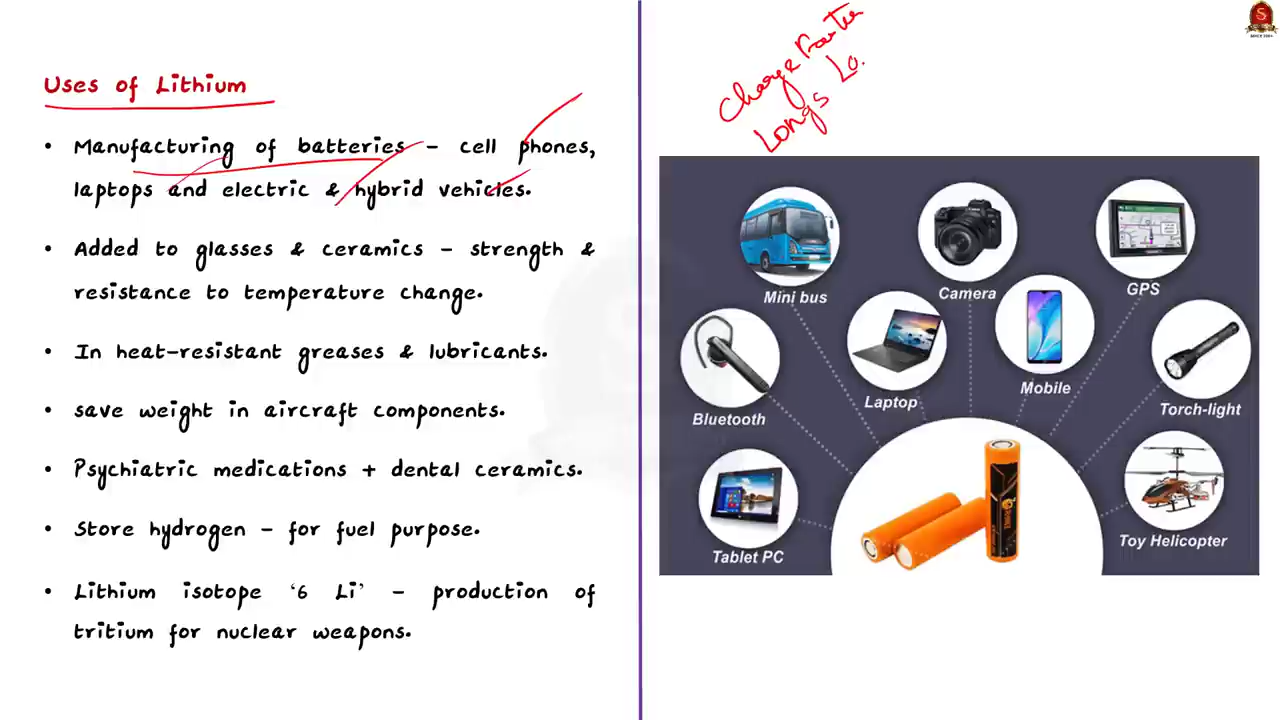 Uses of Lithium
• Manufacturing of batteries – cell phones,
laptops and electric & hybrid vehicles.
• Added to glasses & ceramics – strength &
resistance to temperature change.
• In heat-resistant greases & lubricants.
• save weight in aircraft components.
• Psychiatric medications + dental ceramics.
• Store hydrogen – for fuel purpose.
• Lithium isotope ‘6 Li’ – production of
tritium for nuclear weapons.
Charge
Longs Lo
Mini bus
Camera
GPS
Bluetooth
Laptop
Mobile
Torch-light
Tablet PC
Toy Helicopter